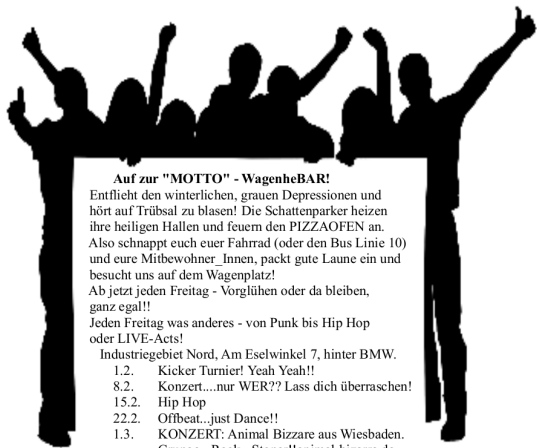 Auf zur "MOTTO" - WagenheBAR!
Entflieht den winterlichen, grauen Depressionen und
hört auf Trübsal zu blasen! Die Schattenparker heizen
ihre heiligen Hallen und feuern den PIZZAOFEN an.
Also schnappt euch euer Fahrrad (oder den Bus Linie 10)
und eure Mitbewohner_Innen, packt gute Laune ein und
besucht uns auf dem Wagenplatz!
Ab jetzt jeden Freitag - Vorglühen oder da bleiben,
ganz egal!!
Jeden Freitag was anderes - von Punk bis Hip Hop
oder LIVE-Acts!
Industriegebiet Nord, Am Eselwinkel 7, hinter BMW.
1.2. Kicker Turnier! Yeah Yeah!!
8.2. Konzert....nur WER?? Lass dich überraschen!
15.2. Hip Hop
22.2. Offbeat...just Dance!!
1.3. KONZERT: Animal Bizzare aus Wiesbaden.